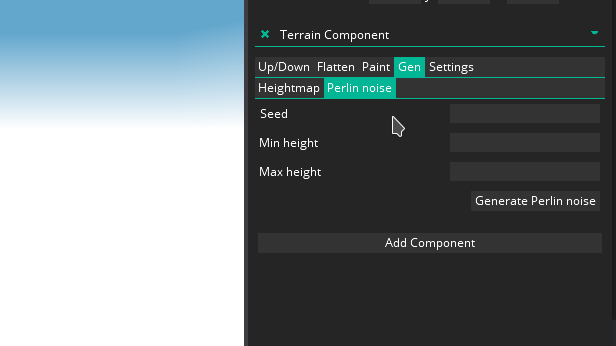 Terrain Component
Up/Down Flatten Paint Gen Settings
Heightmap Perlin noise
Seed
Min height
Max height
Generate Perlin noise
Add Component